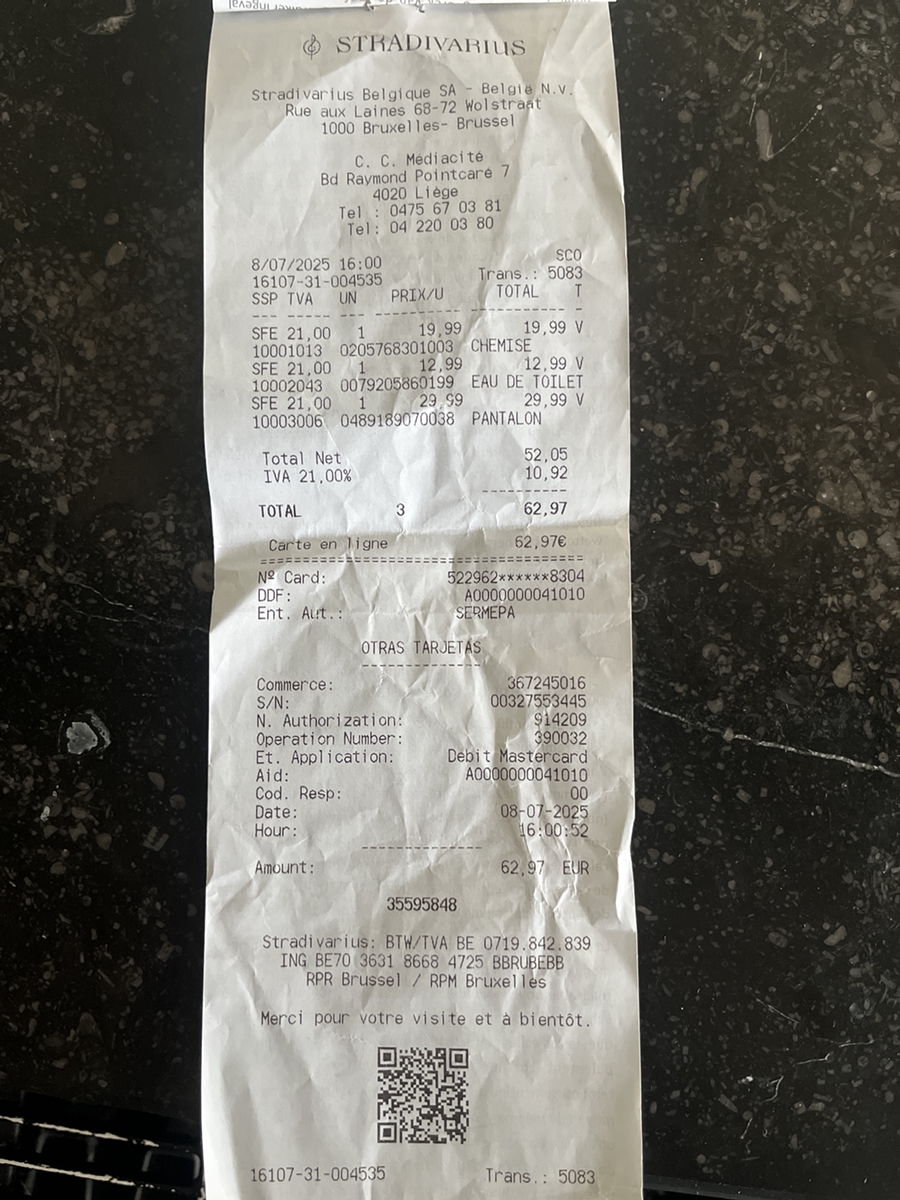 STRADIVARIUS
Stradivarius Belgique SA - Belgie N.v.
Rue aux Laines 68-72 Wolstraat
1000 Bruxelles- Brussel
C. C. Médiacité
Bd Raymond Pointcaré 7
4020 Liège
Tel : 0475 67 03 81
Tel: 04 220 03 80
SCO
8/07/2025 16:00
16107-31-004535 Trans.: 5083
SSP TVA UN PRIX/U TOTAL T
--- ----- --- ---------- ---------- -
SFE 21,00 1 19,99 19,99 V
10001013 0205768301003 CHEMISE
SFE 21,00 1 12,99 12,99 V
10002043 0079205860199 EAU DE TOILET
SFE 21,00 1 29,99 29,99 V
10003006 0489189070038 PANTALON
Total Net 52,05
IVA 21,00% 10,92
----------
TOTAL 3 62,97
Carte en ligne 62,97€
======================================
Nº Card: 522962******8304
DDF: A0000000041010
Ent. Aut.: SERMEPA
OTRAS TARJETAS
--------------
Commerce: 367245016
S/N: 00327553445
N. Authorization: 914209
Operation Number: 390032
Et. Application: Debit Mastercard
Aid: A0000000041010
Cod. Resp: 00
Date: 08-07-2025
Hour: 16:00:52
--------------
Amount: 62,97 EUR
35595848
Stradivarius: BTW/TVA BE 0719.842.839
ING BE70 3631 8668 4725 BBRUBEBB
RPR Brussel / RPM Bruxelles
Merci pour votre visite et à bientôt.
16107-31-004535 Trans.: 5083